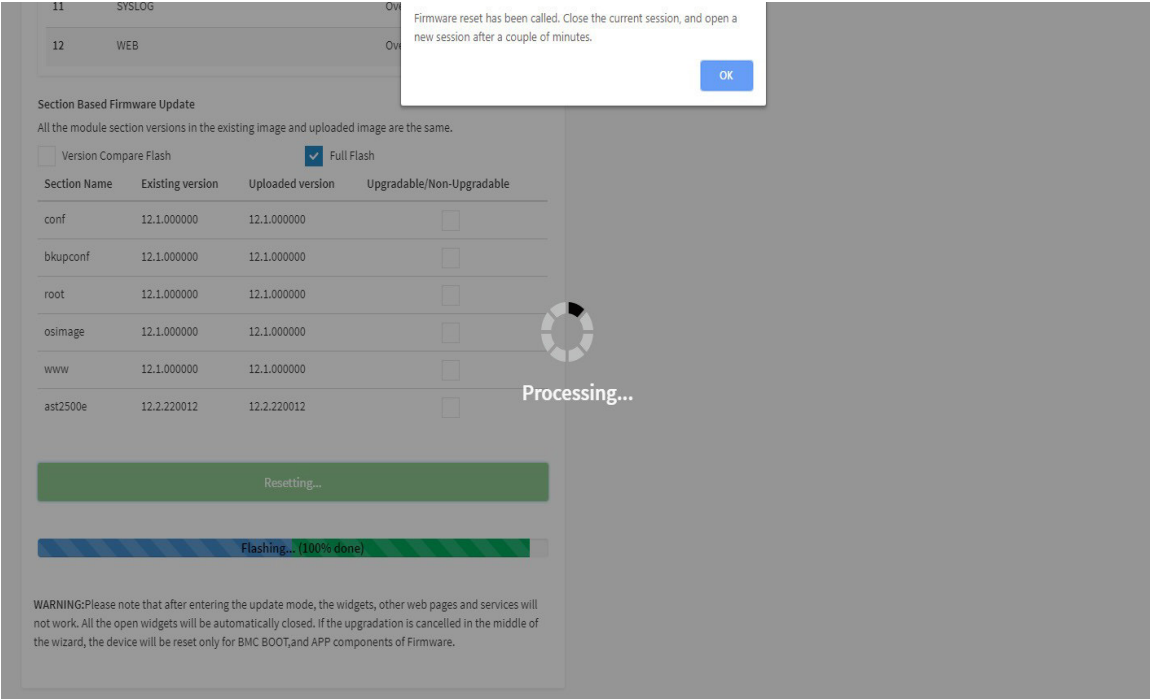 Firmware reset has been called. Close the current session, and open a
new session after a couple of minutes.
OK
11 SYSLOG
12 WEB
Section Based Firmware Update
All the module section versions in the existing image and uploaded image are the same.
Version Compare Flash Full Flash
Section Name Existing version Uploaded version Upgradable/Non-Upgradable
conf 12.1.000000 12.1.000000
bkupconf 12.1.000000 12.1.000000
root 12.1.000000 12.1.000000
osimage 12.1.000000 12.1.000000
www 12.1.000000 12.1.000000
ast2500e 12.2.220012 12.2.220012
Processing...
Resetting...
Flashing... (100% done)
WARNING:Please note that after entering the update mode, the widgets, other web pages and services will
not work. All the open widgets will be automatically closed. If the upgradation is cancelled in the middle of
the wizard, the device will be reset only for BMC BOOT,and APP components of Firmware.